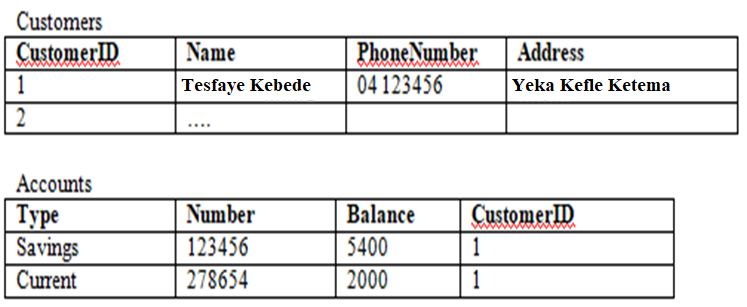 Customers
CustomerID Name PhoneNumber Address
1 Tesfaye Kebede 04 123456 Yeka Kefle Ketema
2 ....
Accounts
Type Number Balance CustomerID
Savings 123456 5400 1
Current 278654 2000 1